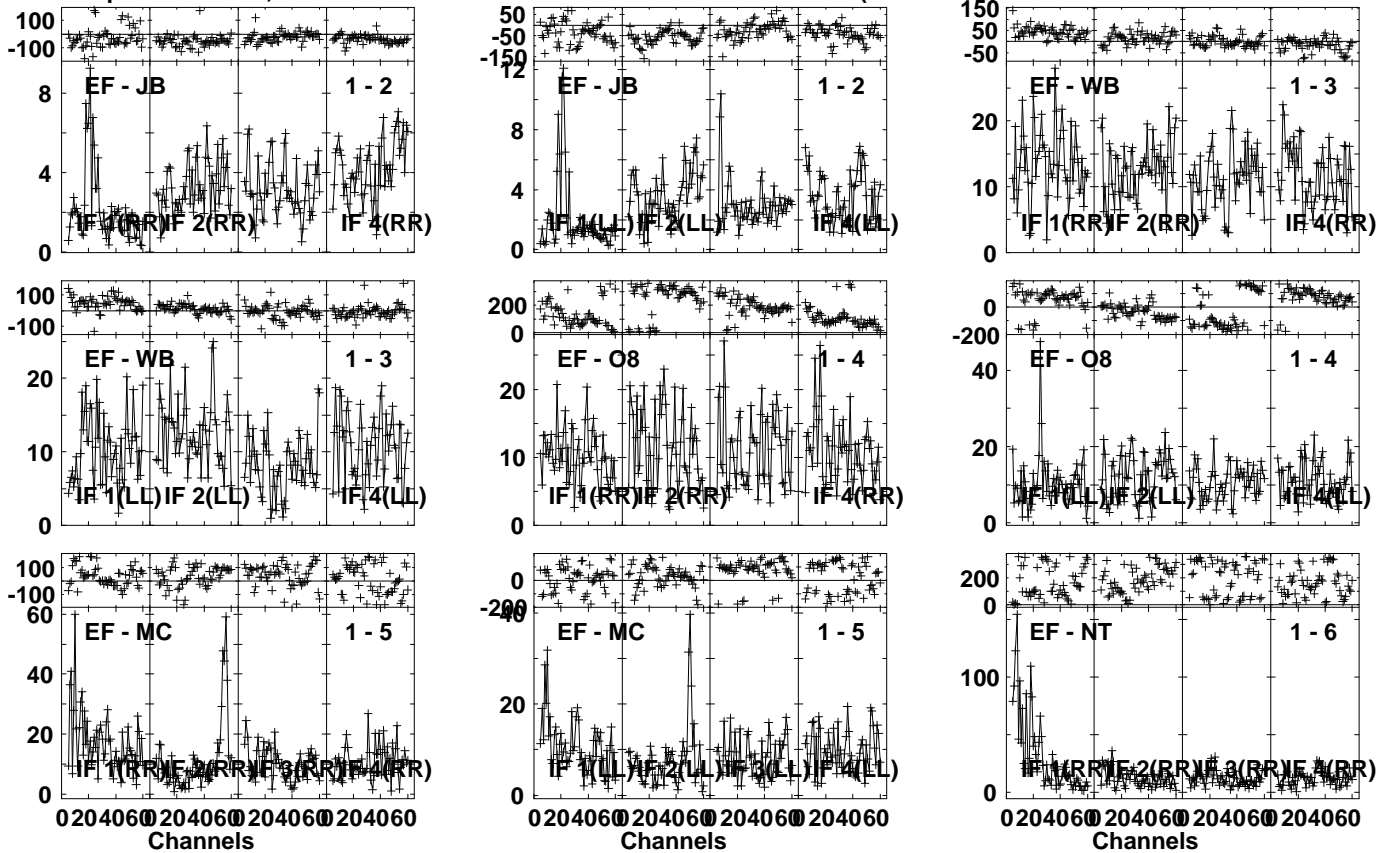 100
-100
EF - JB 1 - 2
8
4
0
IF 1(RR) IF 2(RR) IF 4(RR)
50
-50
-150
12
EF - JB 1 - 2
8
4
0
IF 1(LL) IF 2(LL) IF 4(LL)
150
50
-50
EF - WB 1 - 3
20
10
0
IF 1(RR) IF 2(RR) IF 4(RR)
100
-100
EF - WB 1 - 3
20
10
0
IF 1(LL) IF 2(LL) IF 4(LL)
200
0
EF - O8 1 - 4
20
10
0
IF 1(RR) IF 2(RR) IF 4(RR)
0
-200
EF - O8 1 - 4
40
20
0
IF 1(LL) IF 2(LL) IF 4(LL)
100
-100
60
EF - MC 1 - 5
40
20
0
IF 1(RR) IF 2(RR) IF 3(RR) IF 4(RR)
0 20 40 60 0 20 40 60 0 20 40 60 0 20 40 60
Channels
0
-200
40
EF - MC 1 - 5
20
0
IF 1(LL) IF 2(LL) IF 3(LL) IF 4(LL)
0 20 40 60 0 20 40 60 0 20 40 60 0 20 40 60
Channels
200
0
EF - NT 1 - 6
100
0
IF 1(RR) IF 2(RR) IF 3(RR) IF 4(RR)
0 20 40 60 0 20 40 60 0 20 40 60 0 20 40 60
Channels